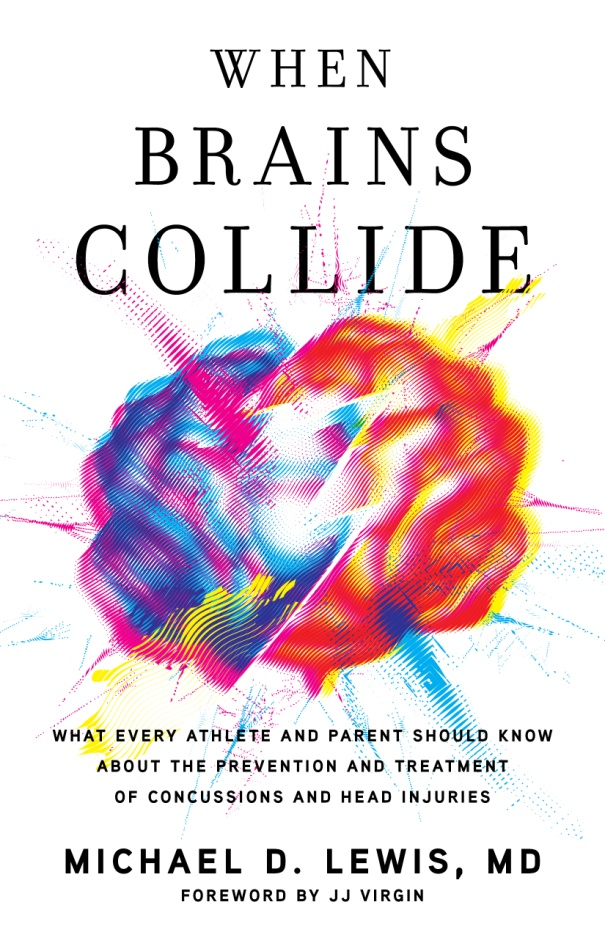 WHEN
BRAINS
COLLIDE
WHAT EVERY ATHLETE AND PARENT SHOULD KNOW
ABOUT THE PREVENTION AND TREATMENT
OF CONCUSSIONS AND HEAD INJURIES
MICHAEL D. LEWIS, MD
FOREWORD BY JJ VIRGIN